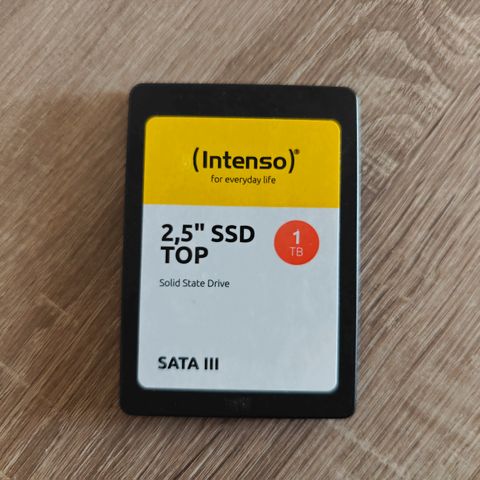 (Intenso)®
for everyday life
2,5" SSD
TOP
1
TB
Solid State Drive
SATA III